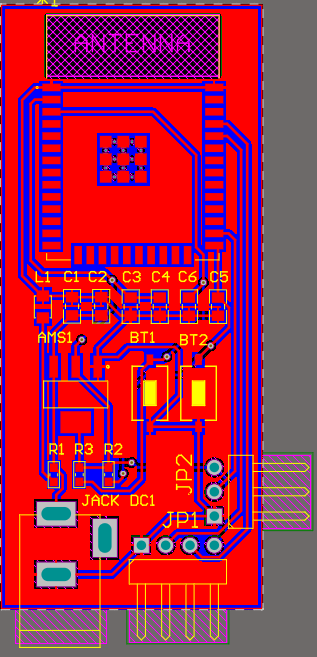 ANTENNA
L1 C1 C2 C3 C4 C6 C5
AMS1 BT1 BT2
R1 R3 R2
JP2
JACK DC1
JP1